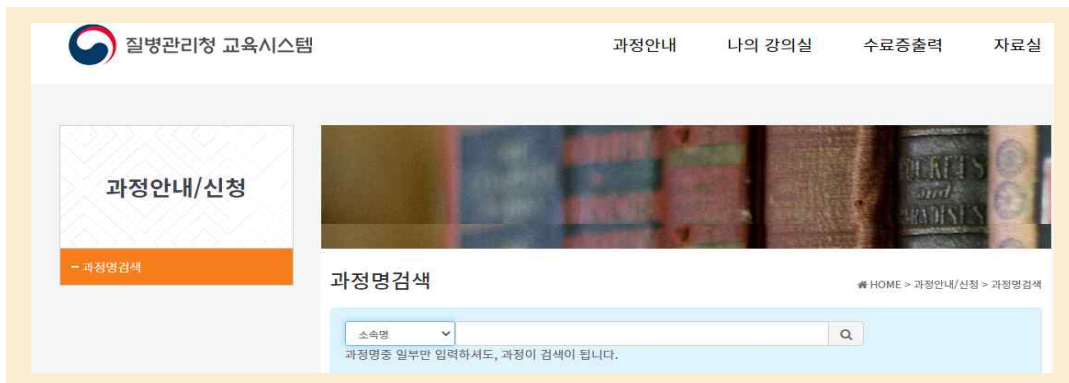 질병관리청 교육시스템
과정안내 나의 강의실 수료증출력 자료실
과정안내/신청
- 과정명검색
and
과정명검색
HOME > 과정안내/신청 > 과정명검색
소속명
과정명중 일부만 입력하셔도, 과정이 검색이 됩니다.